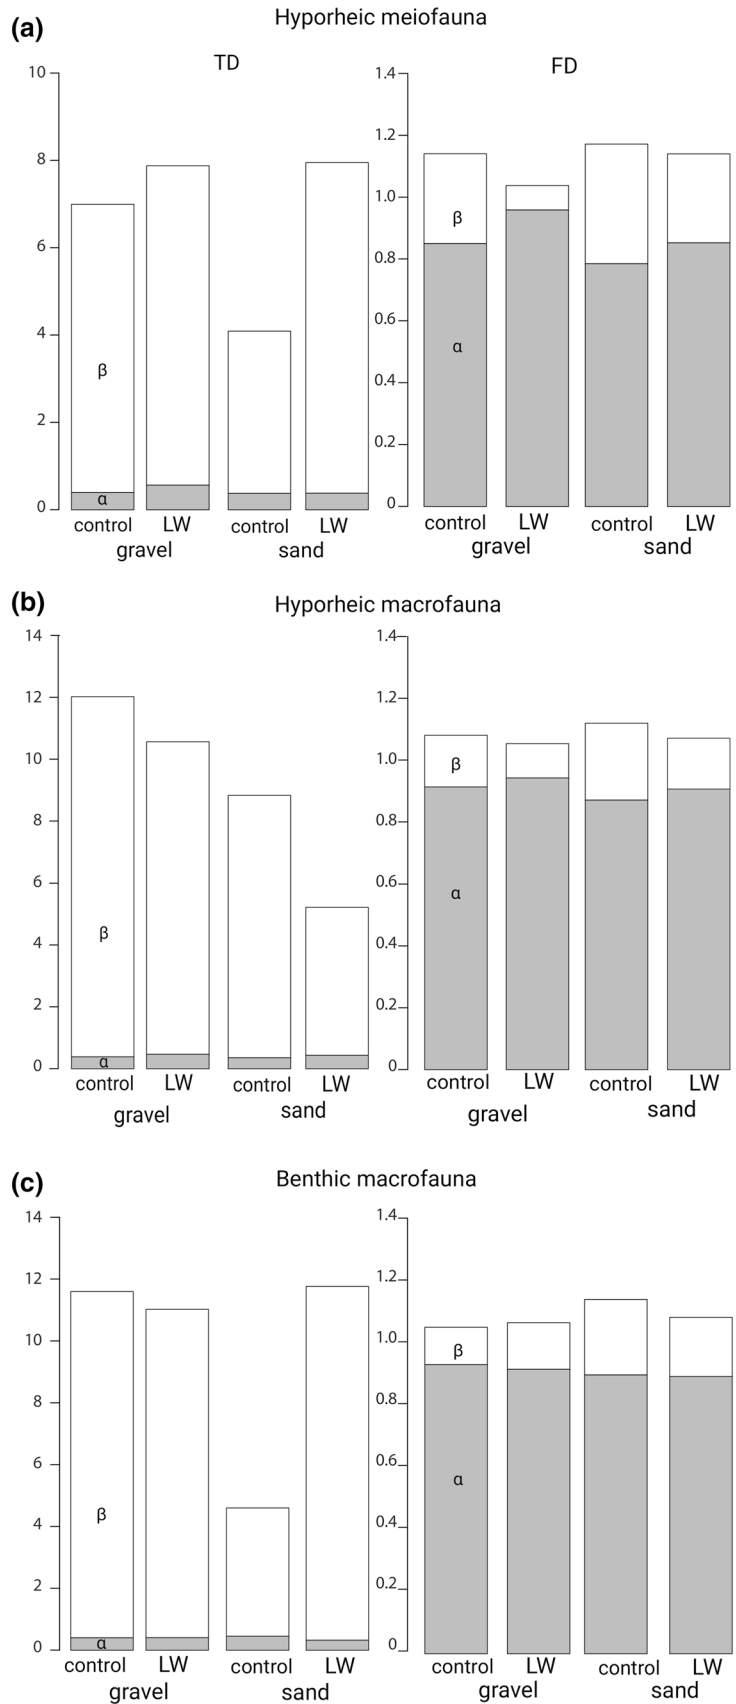 (a)
Hyporheic meiofauna
TD
FD
10
8
6
4
2
0
β
α
control
LW
control
LW
gravel
sand
1.4
1.2
1.0
0.8
0.6
0.4
0.2
0
β
α
control
LW
control
LW
gravel
sand
(b)
Hyporheic macrofauna
14
12
10
8
6
4
2
0
β
α
control
LW
control
LW
gravel
sand
1.4
1.2
1.0
0.8
0.6
0.4
0.2
0
β
α
control
LW
control
LW
gravel
sand
(c)
Benthic macrofauna
14
12
10
8
6
4
2
0
β
α
control
LW
control
LW
gravel
sand
1.4
1.2
1.0
0.8
0.6
0.4
0.2
0
β
α
control
LW
control
LW
gravel
sand